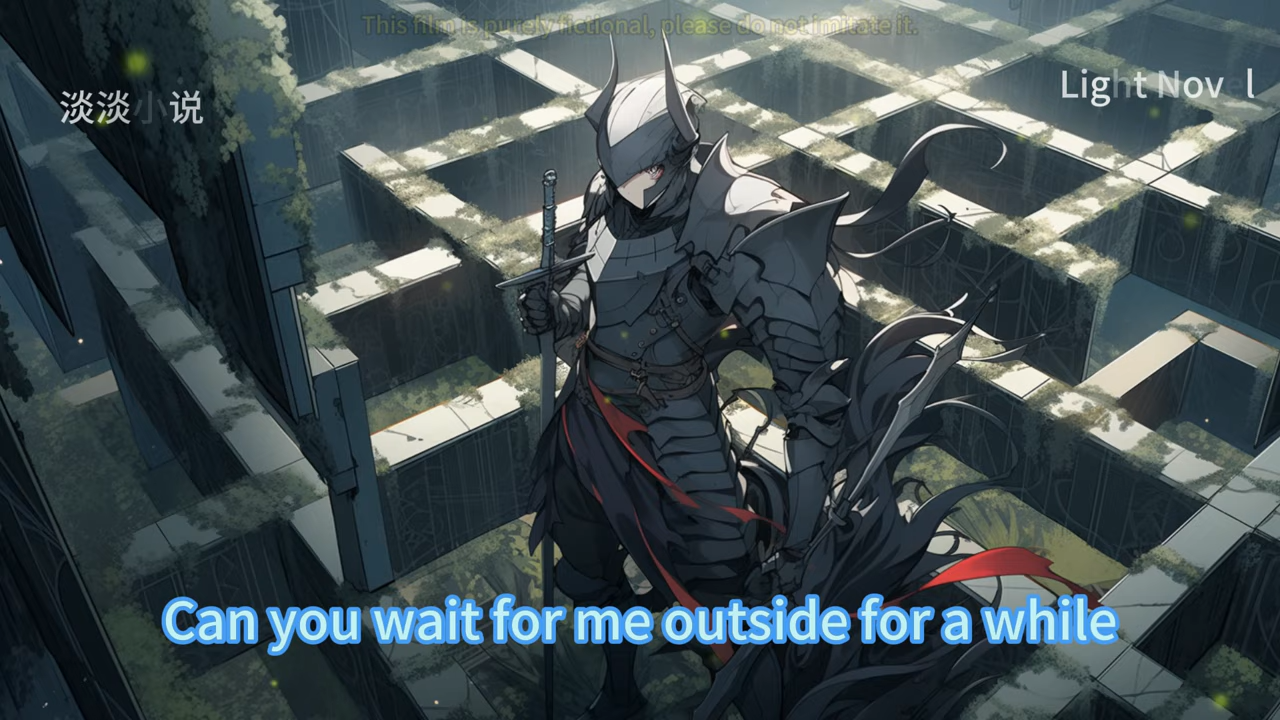 This film is purely fictional, please do not imitate it.
淡淡小说
Light Novel
Can you wait for me outside for a while